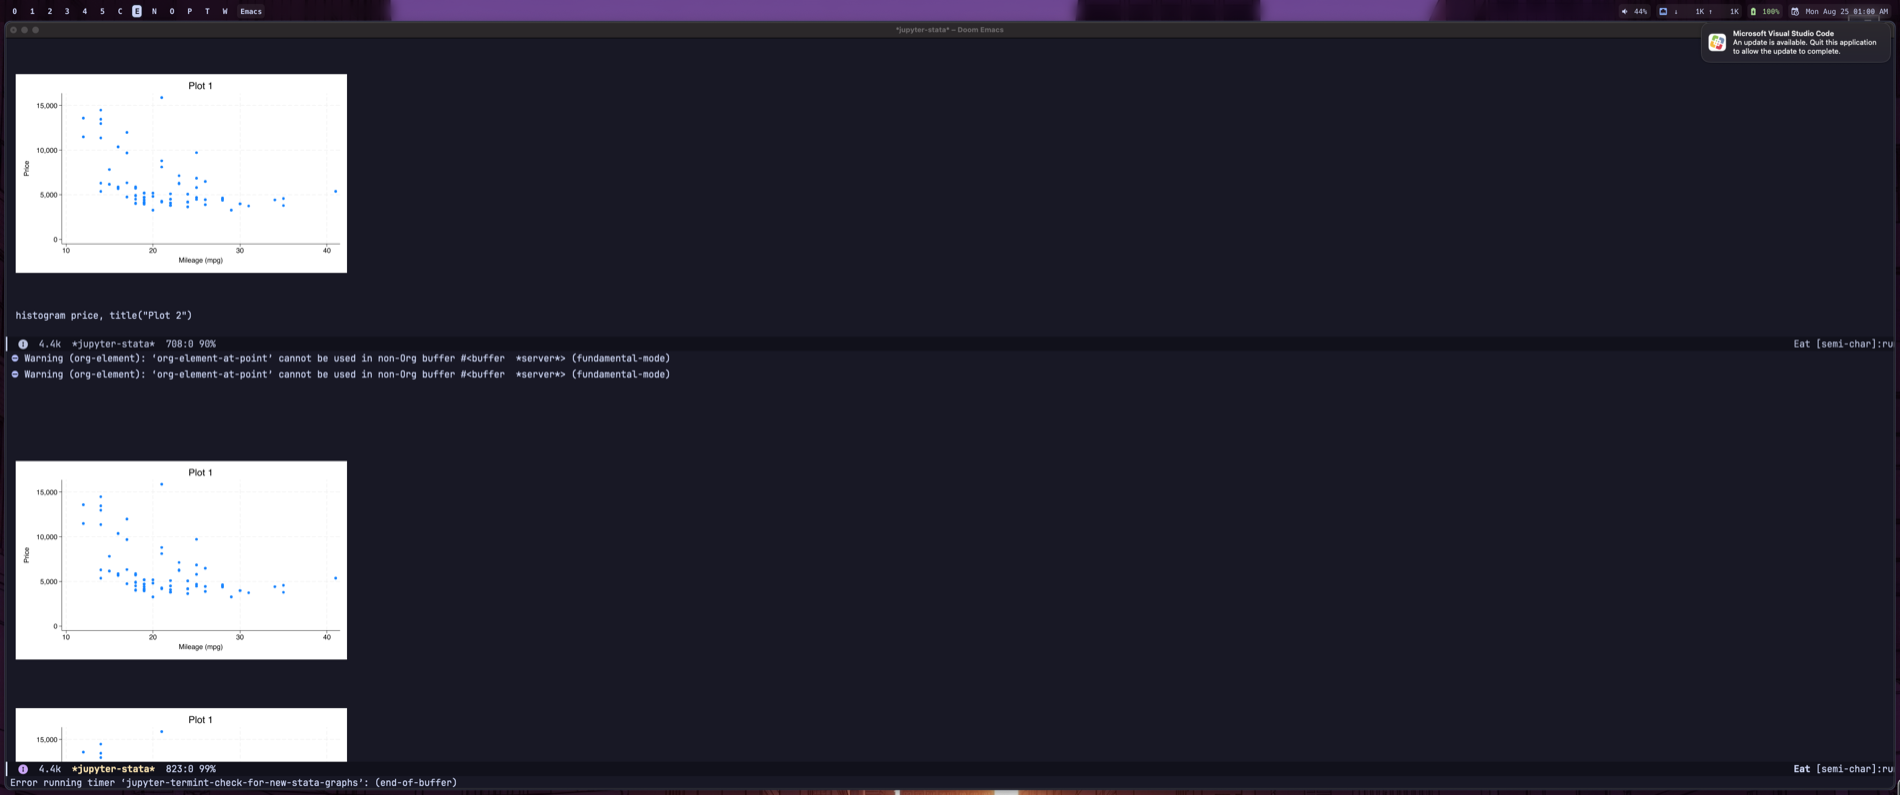 0 1 2 3 4 5 C E N O P T W Emacs
44% ↓ 1K ↑ 1K 100% Mon Aug 25 01:00 AM
*jupyter-stata* – Doom Emacs
Microsoft Visual Studio Code
An update is available. Quit this application
to allow the update to complete.
Plot 1
15,000
10,000
Price
5,000
0
10 20 30 40
Mileage (mpg)
histogram price, title("Plot 2")
4.4k *jupyter-stata* 708:0 90% Eat [semi-char]:ru
Warning (org-element): ‘org-element-at-point’ cannot be used in non-Org buffer #<buffer *server*> (fundamental-mode)
Warning (org-element): ‘org-element-at-point’ cannot be used in non-Org buffer #<buffer *server*> (fundamental-mode)
Plot 1
15,000
10,000
Price
5,000
0
10 20 30 40
Mileage (mpg)
Plot 1
15,000
4.4k *jupyter-stata* 823:0 99% Eat [semi-char]:ru
Error running timer ‘jupyter-termint-check-for-new-stata-graphs’: (end-of-buffer)